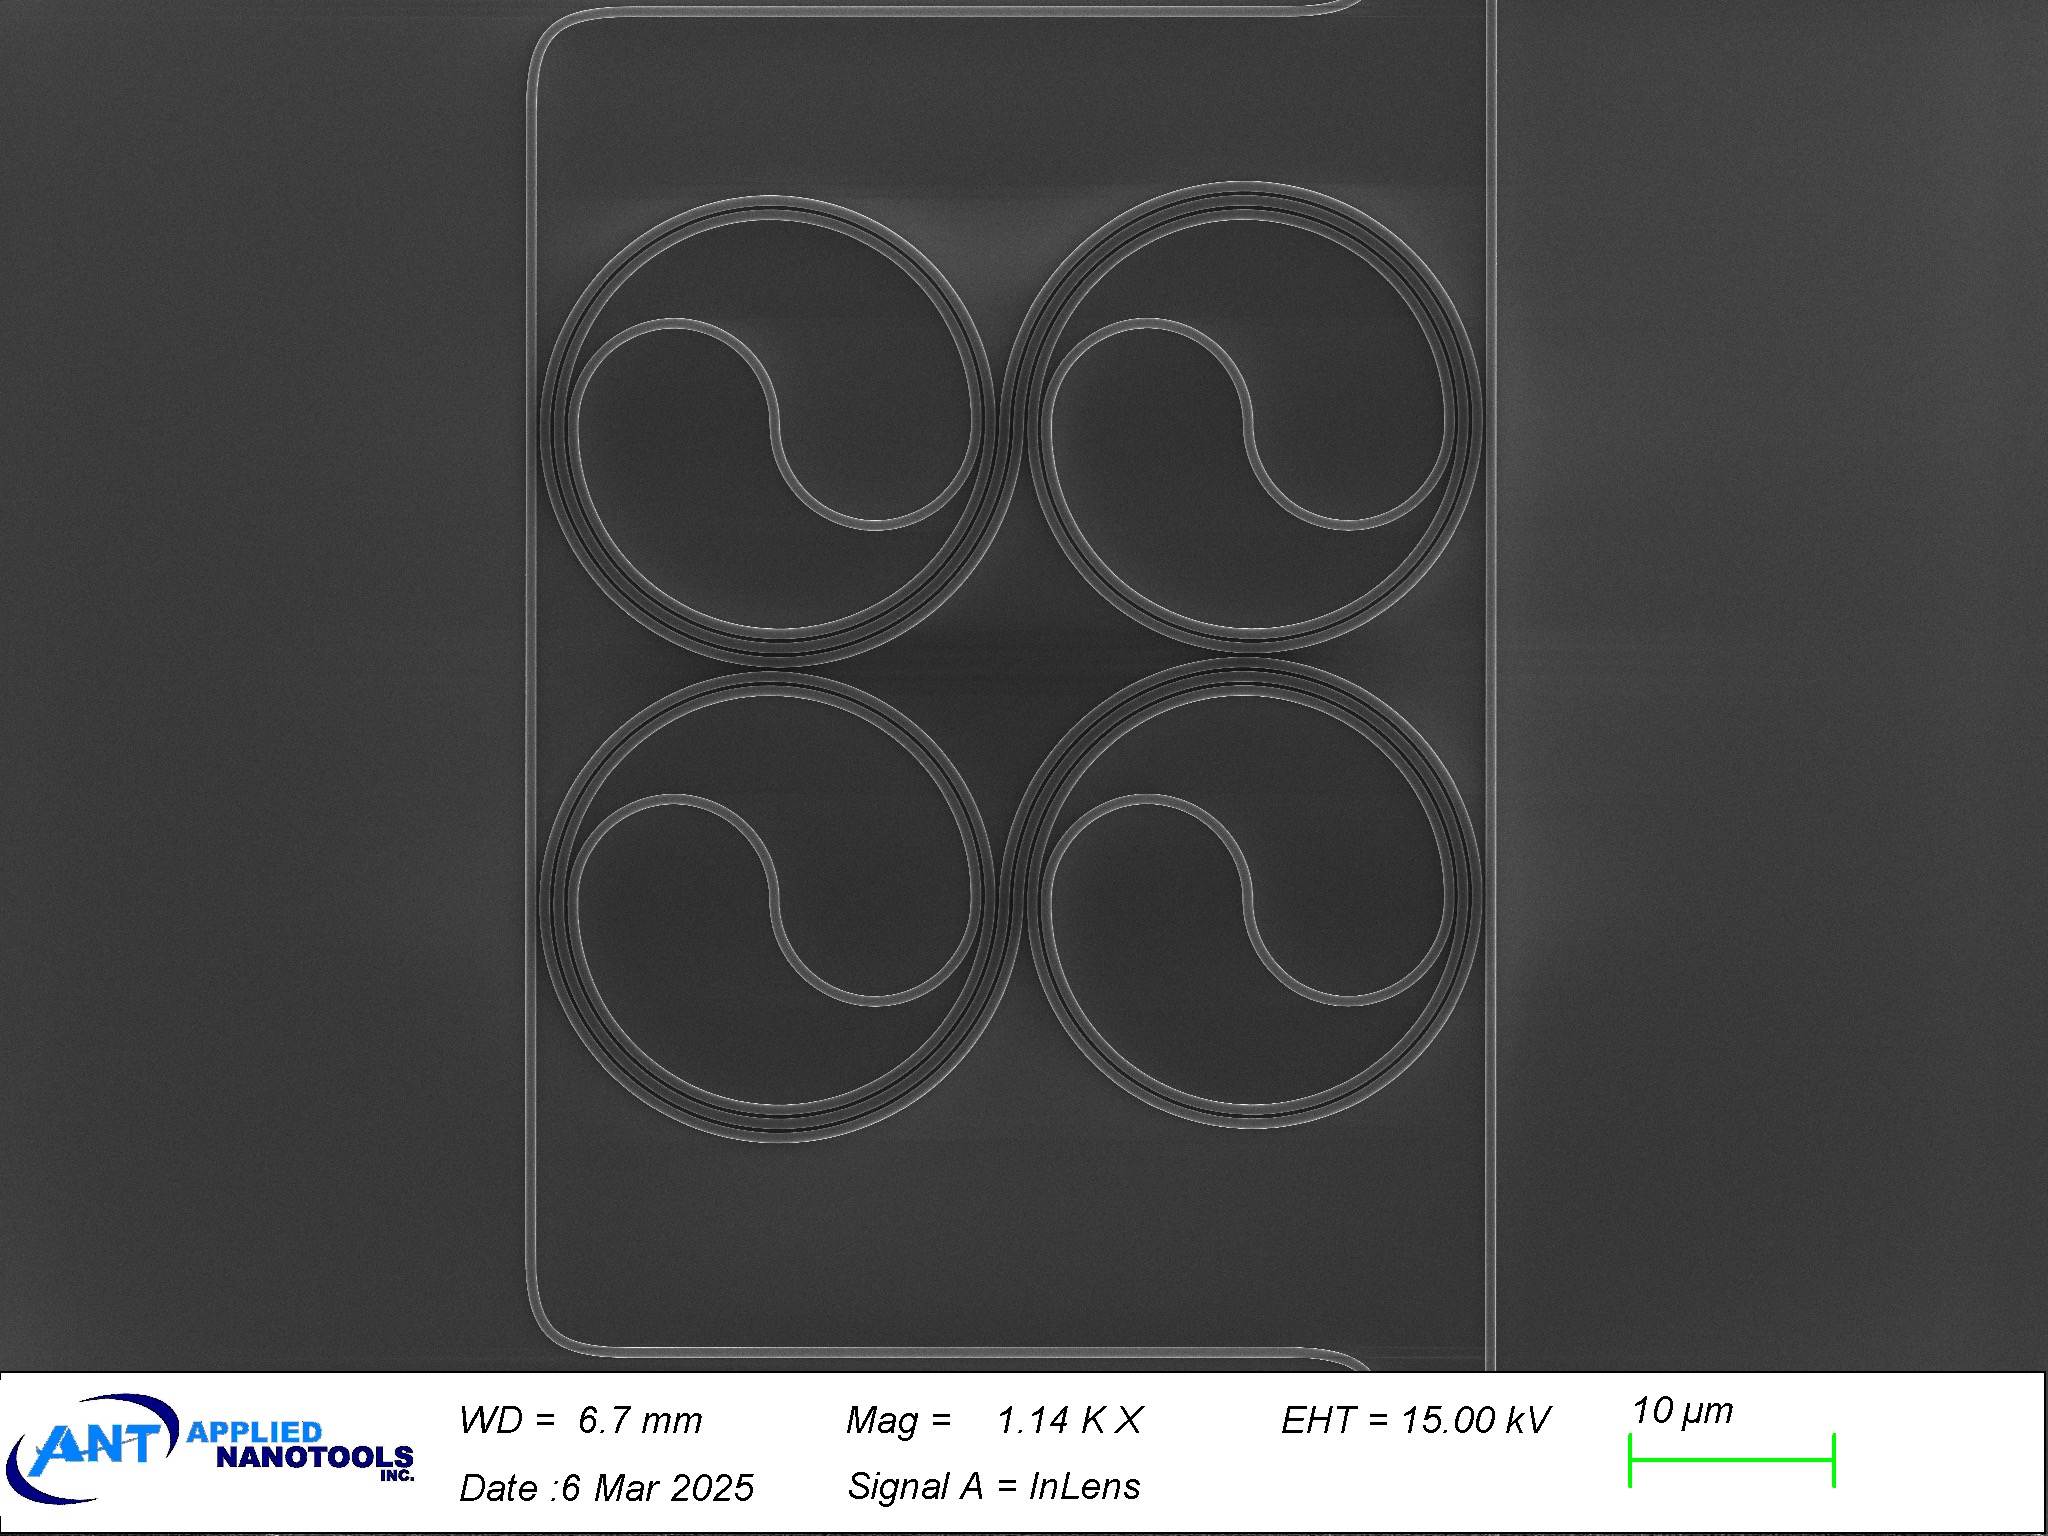 ANT APPLIED
NANOTOOLS
INC.
WD = 6.7 mm
Mag = 1.14 K X
EHT = 15.00 kV
10 µm
Date :6 Mar 2025
Signal A = InLens